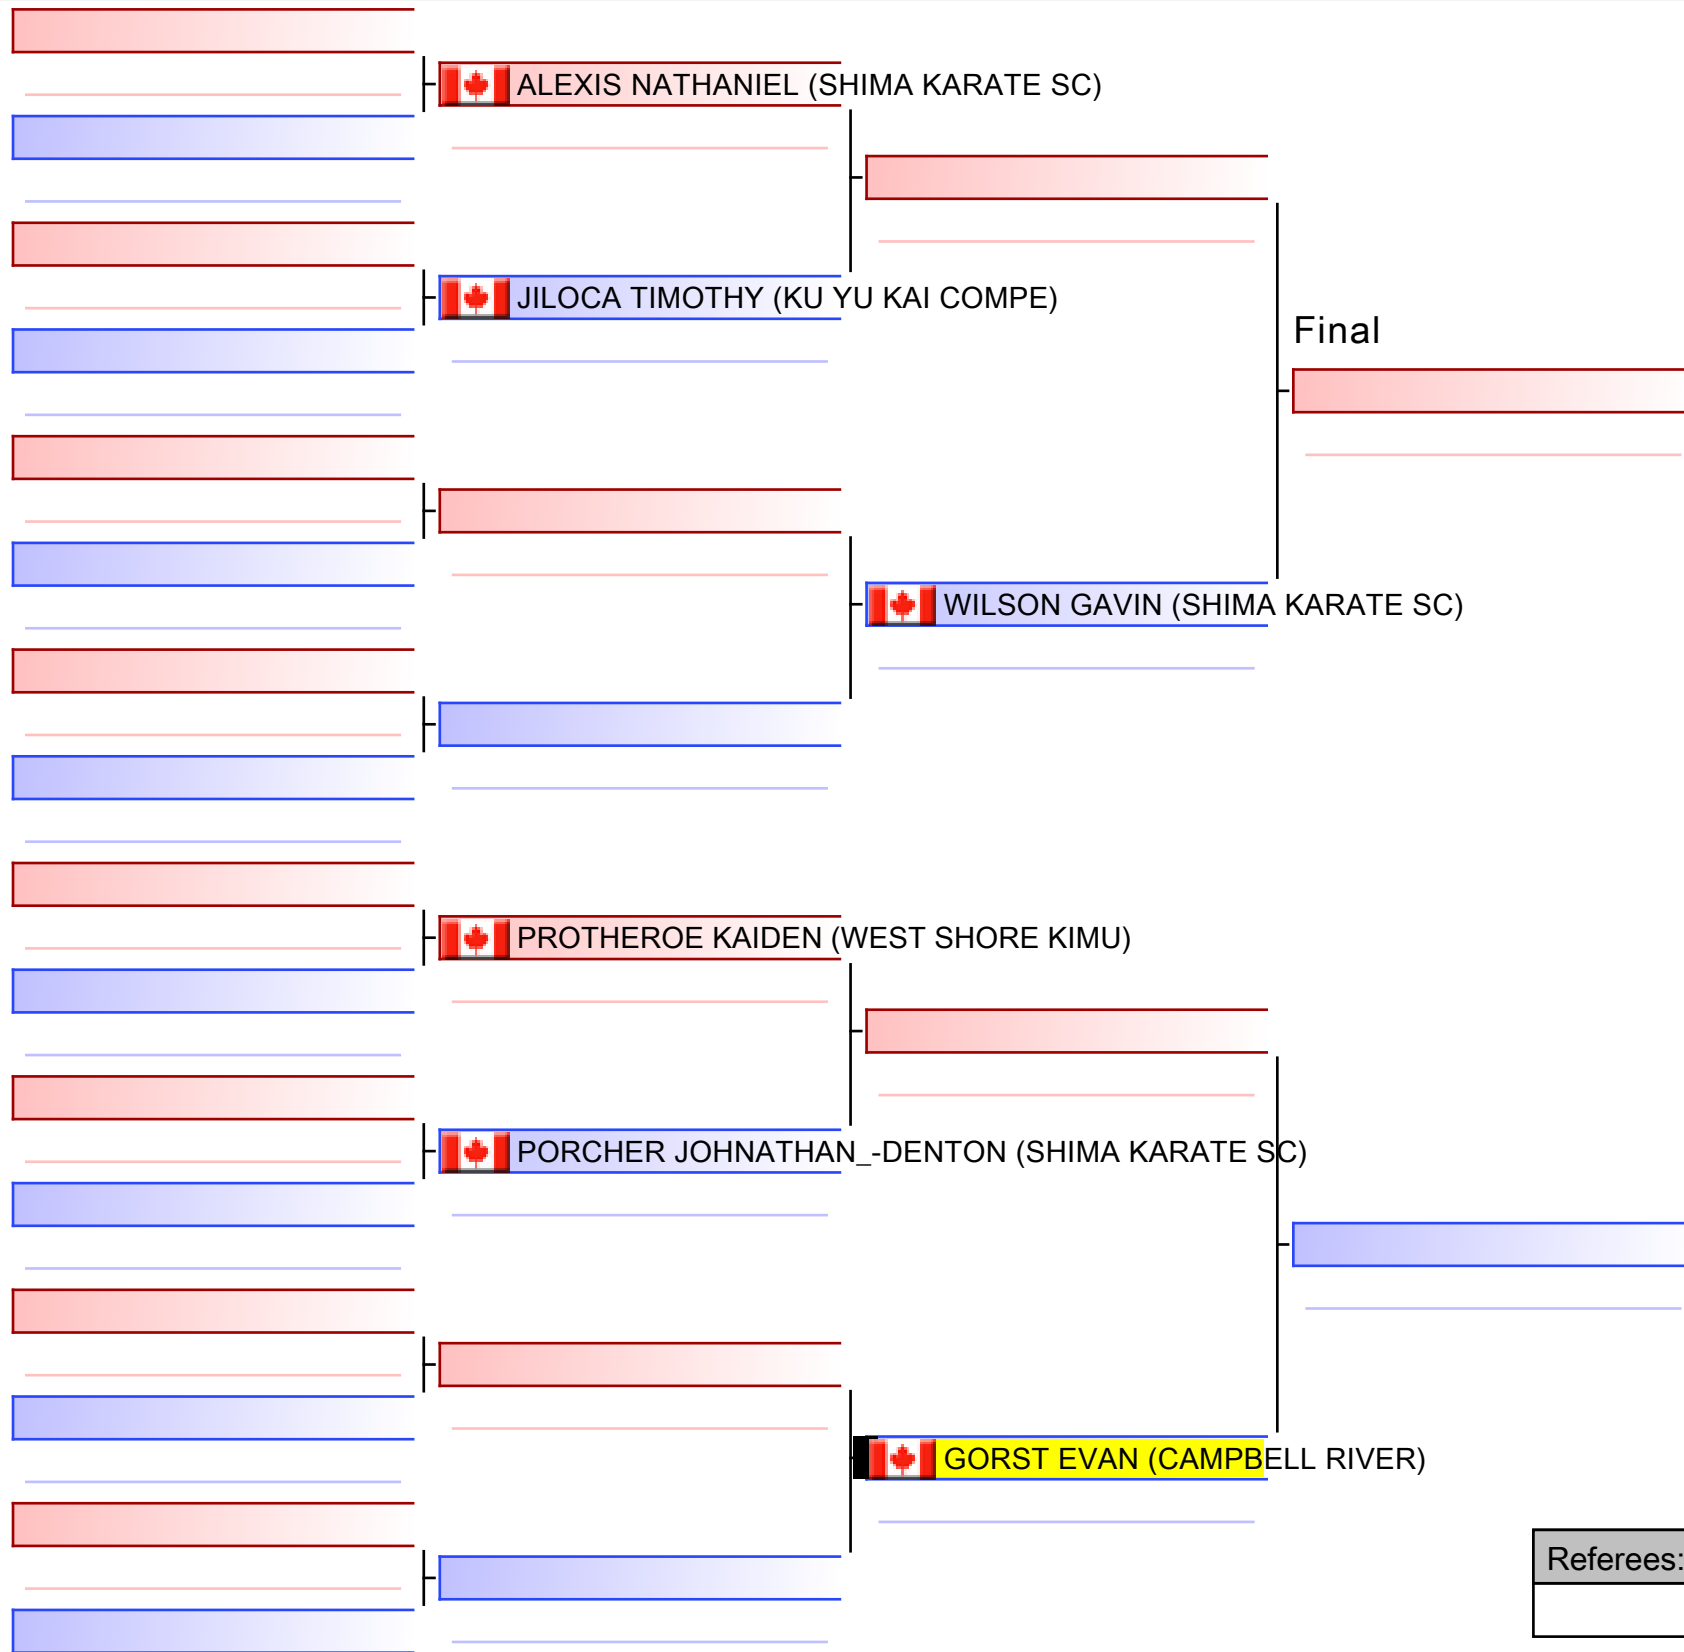 ALEXIS NATHANIEL (SHIMA KARATE SC)
JILOCA TIMOTHY (KU YU KAI COMPE)
Final
WILSON GAVIN (SHIMA KARATE SC)
PROTHEROE KAIDEN (WEST SHORE KIMU)
PORCHER JOHNATHAN_-DENTON (SHIMA KARATE SC)
GORST EVAN (CAMPBELL RIVER)
Referees: